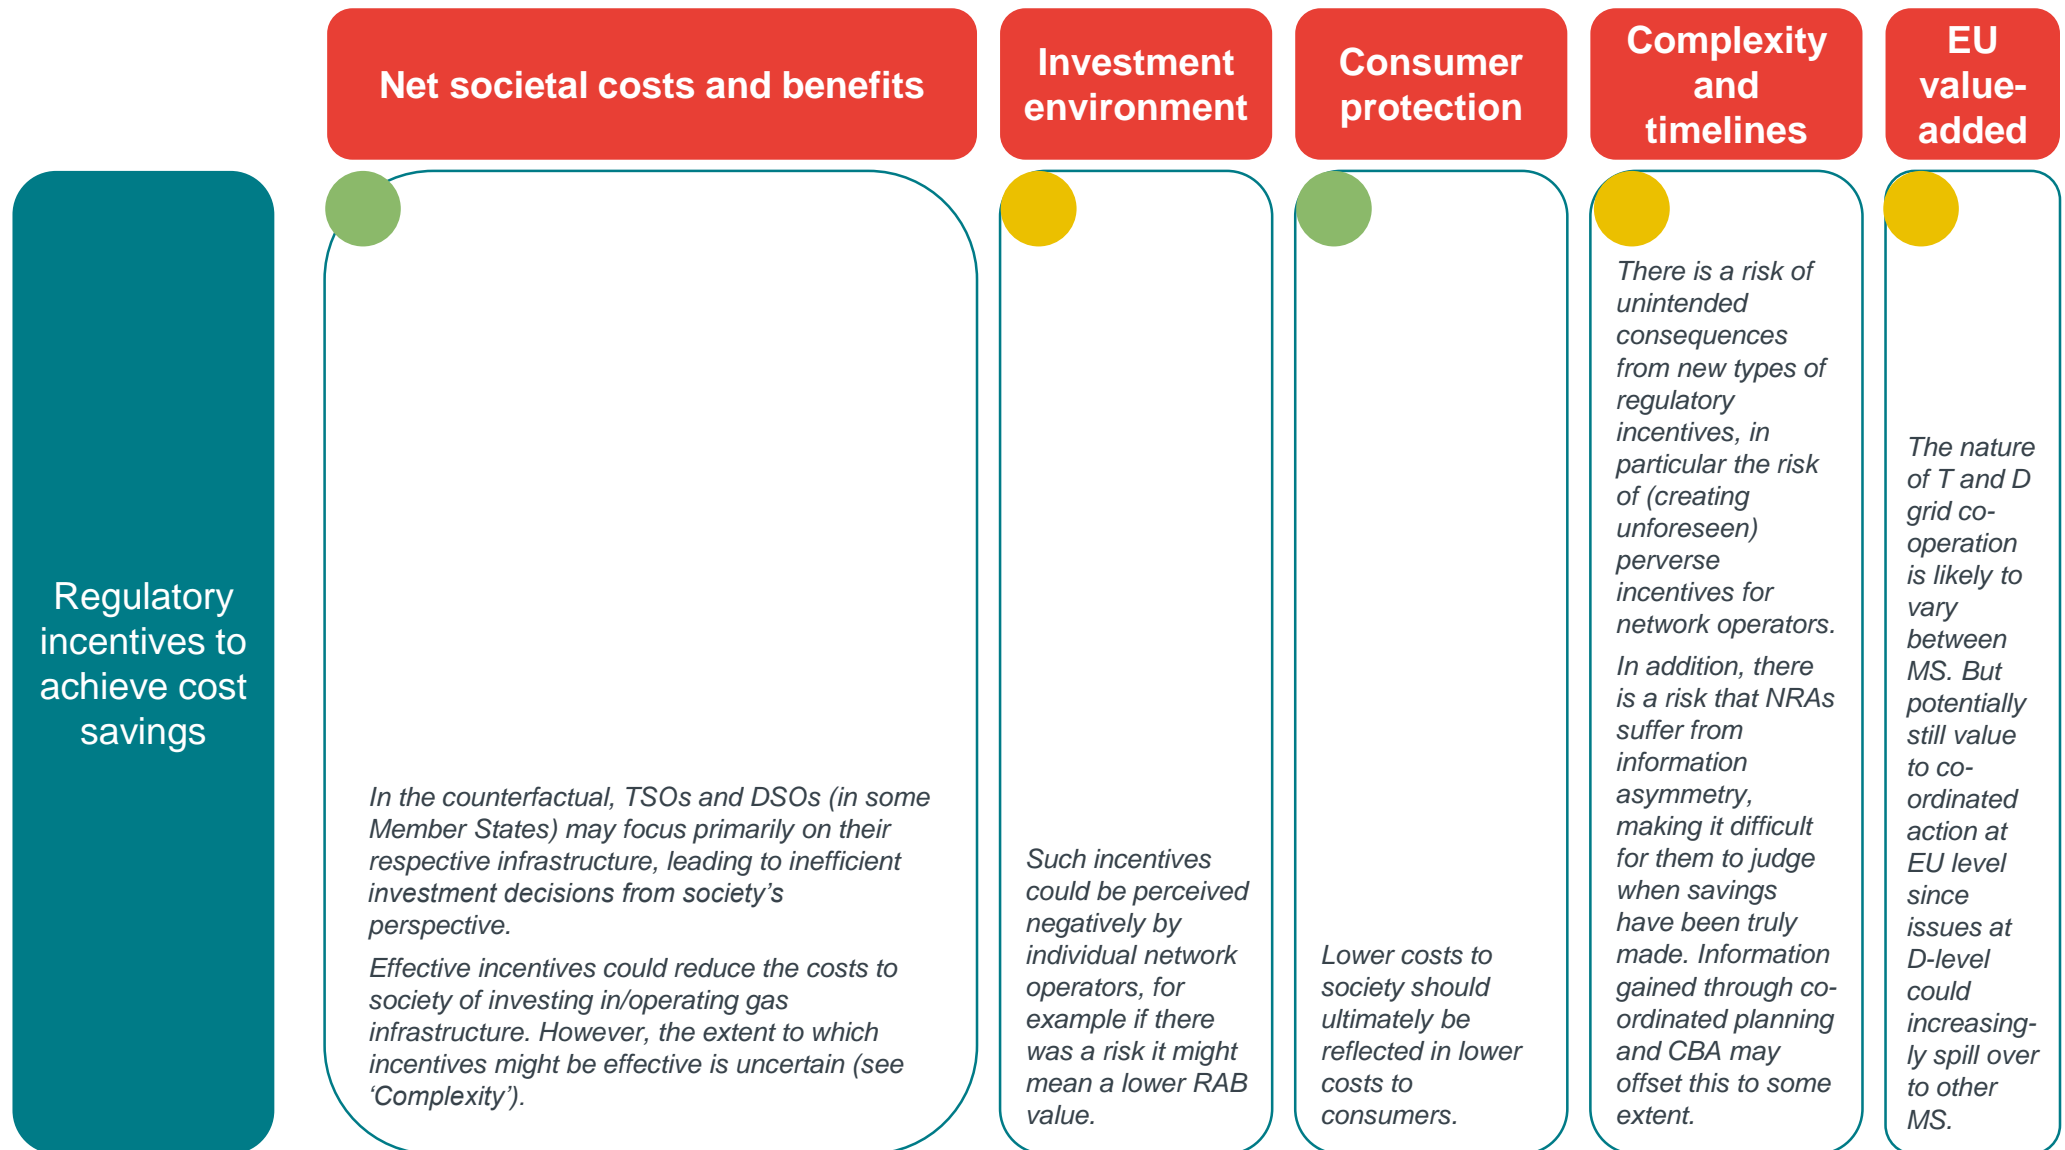 Net societal costs and benefits
Investment
environment
Consumer
protection
Complexity
and
timelines
EU
value-
added
Regulatory
incentives to
achieve cost
savings
In the counterfactual, TSOs and DSOs (in some
Member States) may focus primarily on their
respective infrastructure, leading to inefficient
investment decisions from society’s
perspective.
Effective incentives could reduce the costs to
society of investing in/operating gas
infrastructure. However, the extent to which
incentives might be effective is uncertain (see
‘Complexity’).
Such incentives
could be perceived
negatively by
individual network
operators, for
example if there
was a risk it might
mean a lower RAB
value.
Lower costs to
society should
ultimately be
reflected in lower
costs to
consumers.
There is a risk of
unintended
consequences
from new types of
regulatory
incentives, in
particular the risk
of (creating
unforeseen)
perverse
incentives for
network operators.
In addition, there
is a risk that NRAs
suffer from
information
asymmetry,
making it difficult
for them to judge
when savings
have been truly
made. Information
gained through co-
ordinated planning
and CBA may
offset this to some
extent.
The nature
of T and D
grid co-
operation
is likely to
vary
between
MS. But
potentially
still value
to co-
ordinated
action at
EU level
since
issues at
D-level
could
increasing-
ly spill over
to other
MS.